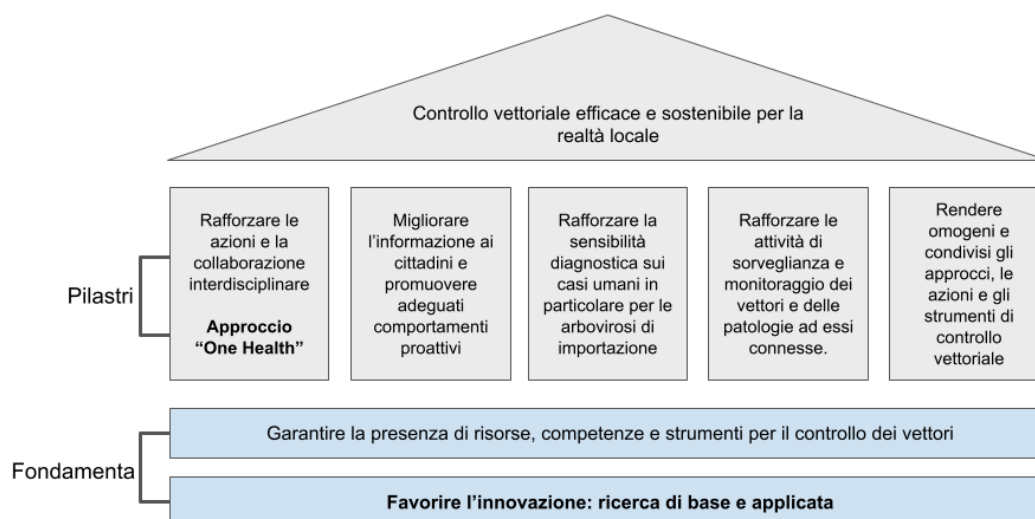 Controllo vettoriale efficace e sostenibile per la
realtà locale
Pilastri
Rafforzare le
azioni e la
collaborazione
interdisciplinare
Approccio
“One Health”
Migliorare
l’informazione ai
cittadini e
promuovere
adeguati
comportamenti
proattivi
Rafforzare la
sensibilità
diagnostica sui
casi umani in
particolare per le
arbovirosi di
importazione
Rafforzare le
attività di
sorveglianza e
monitoraggio dei
vettori e delle
patologie ad essi
connesse.
Rendere
omogeni e
condivisi gli
approcci, le
azioni e gli
strumenti di
controllo
vettoriale
Fondamenta
Garantire la presenza di risorse, competenze e strumenti per il controllo dei vettori
Favorire l’innovazione: ricerca di base e applicata